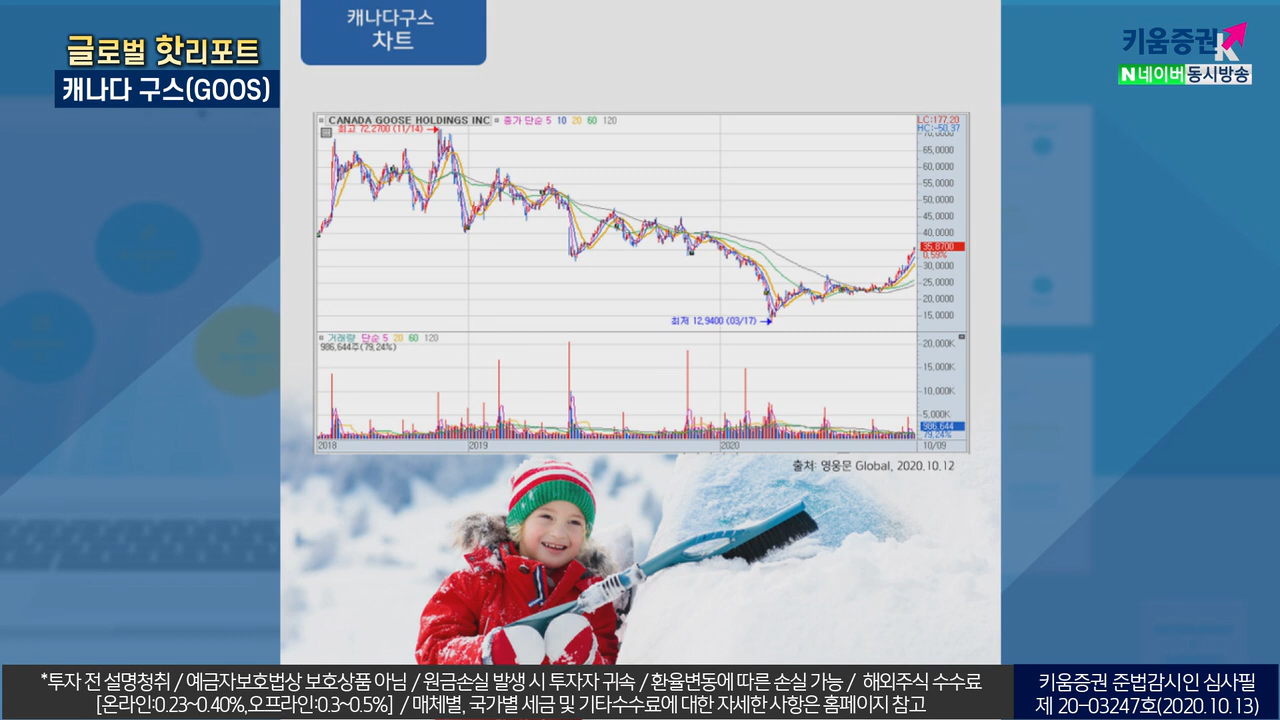 캐나다구스
차트
글로벌 핫리포트
캐나다 구스(GOOS)
키움증권
N 네이버 동시방송
CANADA GOOSE HOLDINGS INC 종가 단순 5 10 20 60 120
LC:177.20
HC:-50.37
최고 72,2700 (11/14)
70,0000
65,0000
60,0000
55,0000
50,0000
45,0000
40,0000
35,8700
0.59%
30,0000
25,0000
20,0000
15,0000
최저 12,9400 (03/17)
거래량 단순 5 20 60 120
986,644주(79.24%)
20,000K
15,000K
10,000K
5,000K
986,644
79.24%
2018 2019 2020 10/09
출처: 영웅문 Global, 2020.10.12
*투자 전 설명청취 / 예금자보호법상 보호상품 아님 / 원금손실 발생 시 투자자 귀속 / 환율변동에 따른 손실 가능 / 해외주식 수수료
[온라인:0.23~0.40%,오프라인:0.3~0.5%] / 매체별, 국가별 세금 및 기타수수료에 대한 자세한 사항은 홈페이지 참고
키움증권 준법감시인 심사필
제 20-03247호(2020.10.13)